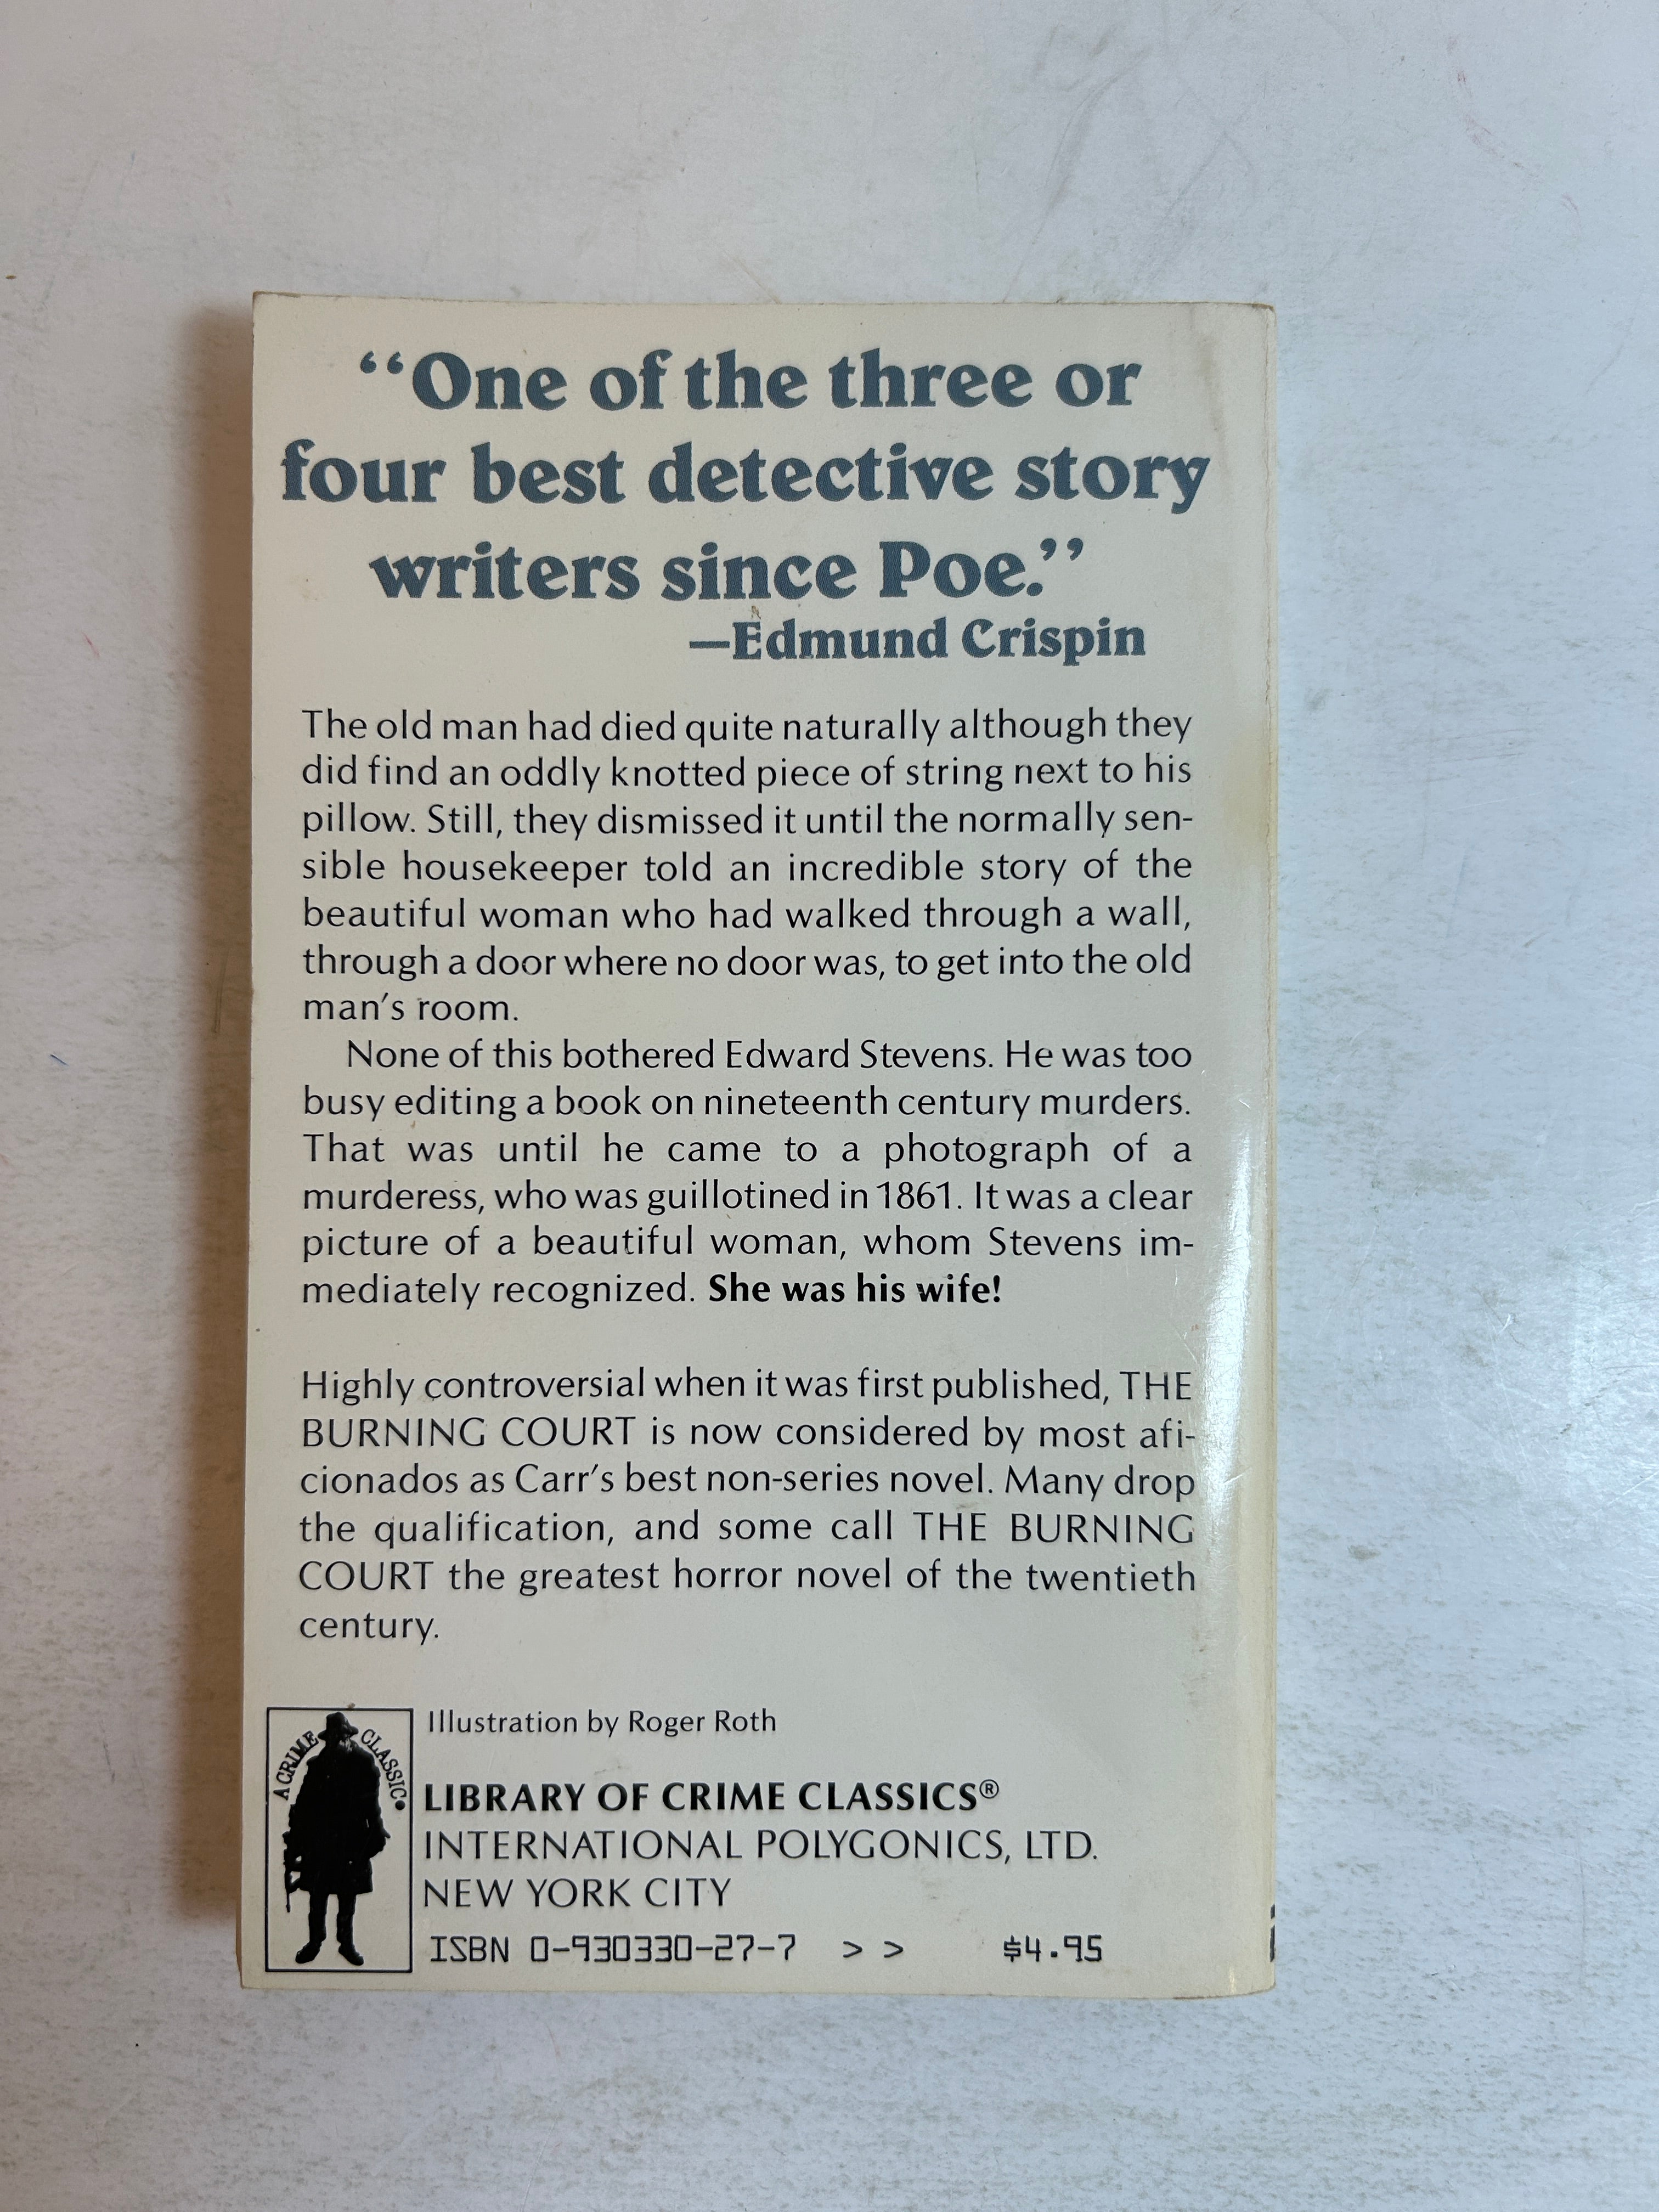 “One of the three or
four best detective story
writers since Poe.”
—Edmund Crispin
The old man had died quite naturally although they
did find an oddly knotted piece of string next to his
pillow. Still, they dismissed it until the normally sen-
sible housekeeper told an incredible story of the
beautiful woman who had walked through a wall,
through a door where no door was, to get into the old
man's room.
None of this bothered Edward Stevens. He was too
busy editing a book on nineteenth century murders.
That was until he came to a photograph of a
murderess, who was guillotined in 1861. It was a clear
picture of a beautiful woman, whom Stevens im-
mediately recognized. She was his wife!
Highly controversial when it was first published, THE
BURNING COURT is now considered by most afi-
cionados as Carr's best non-series novel. Many drop
the qualification, and some call THE BURNING
COURT the greatest horror novel of the twentieth
century.
A CRIME CLASSIC
Illustration by Roger Roth
LIBRARY OF CRIME CLASSICS®
INTERNATIONAL POLYGONICS, LTD.
NEW YORK CITY
ISBN 0-930330-27-7 > > $4.95